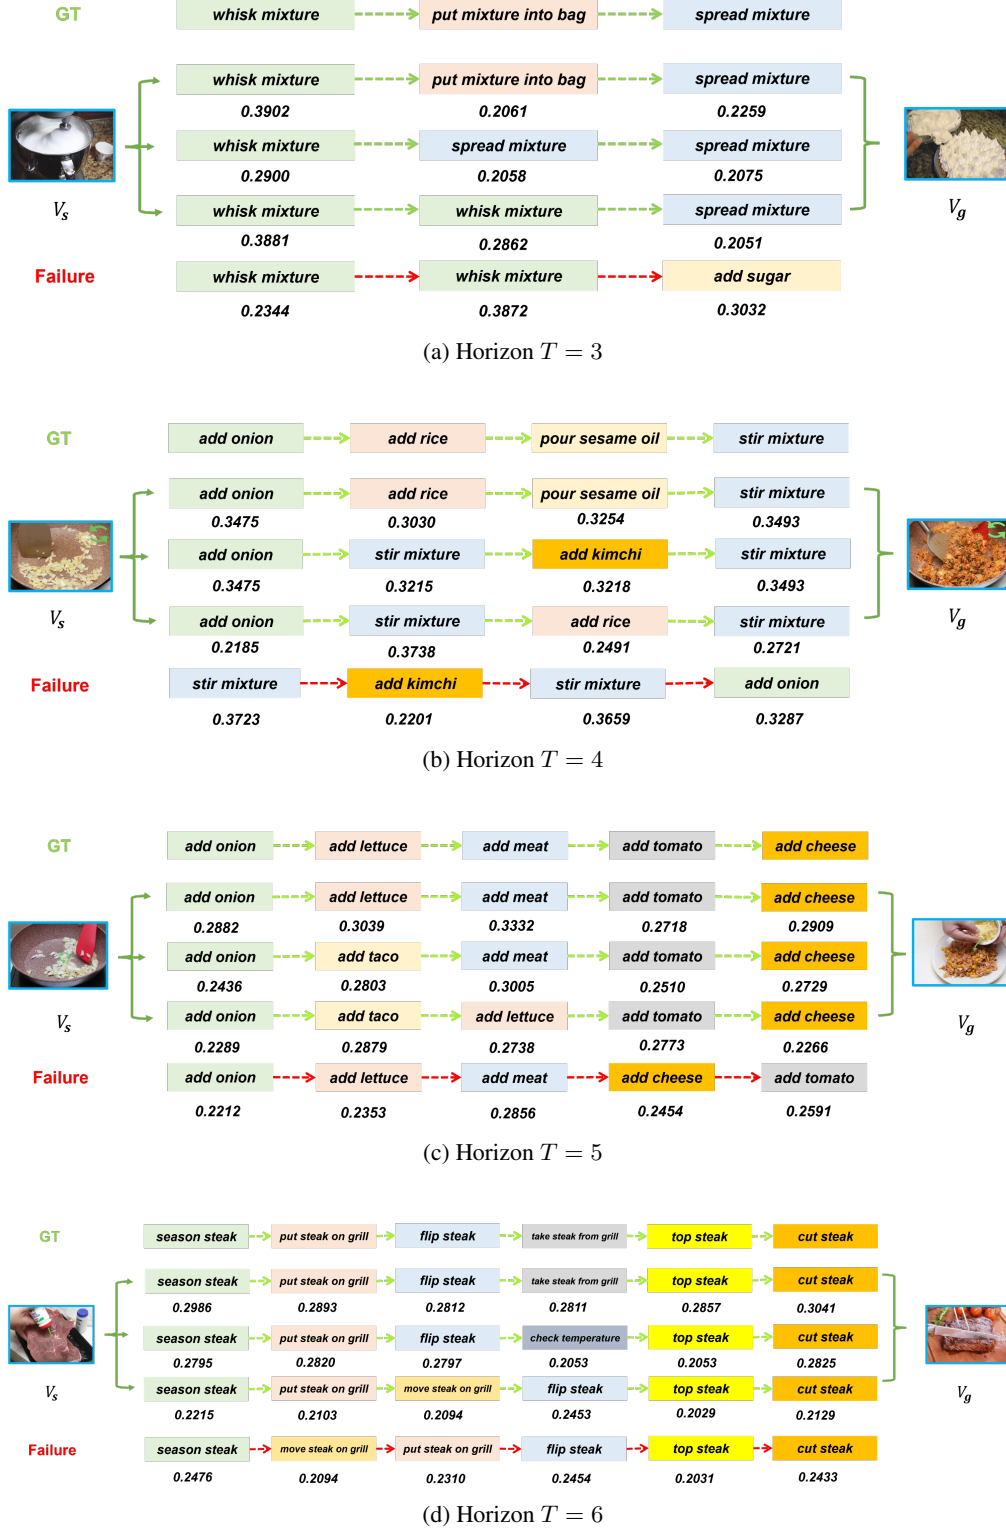 GT whisk mixture put mixture into bag spread mixture
whisk mixture put mixture into bag spread mixture
0.3902 0.2061 0.2259
whisk mixture spread mixture spread mixture
0.2900 0.2058 0.2075
Vs Vg
whisk mixture whisk mixture spread mixture
0.3881 0.2862 0.2051
Failure whisk mixture whisk mixture add sugar
0.2344 0.3872 0.3032
(a) Horizon T = 3
GT add onion add rice pour sesame oil stir mixture
add onion add rice pour sesame oil stir mixture
0.3475 0.3030 0.3254 0.3493
add onion stir mixture add kimchi stir mixture
0.3475 0.3215 0.3218 0.3493
Vs Vg
add onion stir mixture add rice stir mixture
0.2185 0.3738 0.2491 0.2721
Failure stir mixture add kimchi stir mixture add onion
0.3723 0.2201 0.3659 0.3287
(b) Horizon T = 4
GT add onion add lettuce add meat add tomato add cheese
add onion add lettuce add meat add tomato add cheese
0.2882 0.3039 0.3332 0.2718 0.2909
add onion add taco add meat add tomato add cheese
0.2436 0.2803 0.3005 0.2510 0.2729
Vs Vg
add onion add taco add lettuce add tomato add cheese
0.2289 0.2879 0.2738 0.2773 0.2266
Failure add onion add lettuce add meat add cheese add tomato
0.2212 0.2353 0.2856 0.2454 0.2591
(c) Horizon T = 5
GT season steak put steak on grill flip steak take steak from grill top steak cut steak
season steak put steak on grill flip steak take steak from grill top steak cut steak
0.2986 0.2893 0.2812 0.2811 0.2857 0.3041
season steak put steak on grill flip steak check temperature top steak cut steak
0.2795 0.2820 0.2797 0.2053 0.2053 0.2825
Vs Vg
season steak put steak on grill move steak on grill flip steak top steak cut steak
0.2215 0.2103 0.2094 0.2453 0.2029 0.2129
Failure season steak move steak on grill put steak on grill flip steak top steak cut steak
0.2476 0.2094 0.2310 0.2454 0.2031 0.2433
(d) Horizon T = 6